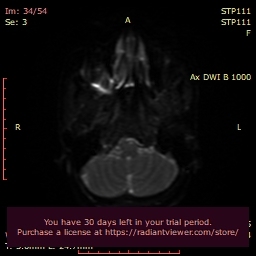 Im: 34/54
Se: 3
A
STP111
STP111
F
Ax DWI B 1000
R
L
You have 30 days left in your trial period.
Purchase a license at https://radiantviewer.com/store/